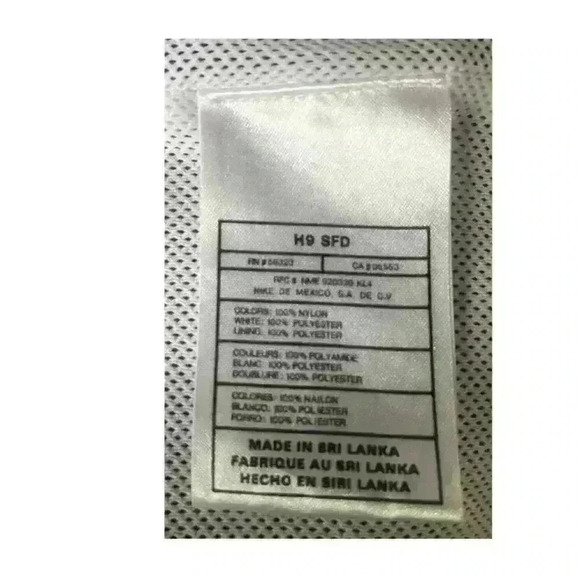 H9 SFD
RN # 56323 CA # 05553
RFC # NME 920339 KL4
NIKE DE MEXICO, S.A. DE C.V
COLORS: 100% NYLON
WHITE: 100% POLYESTER
LINING: 100% POLYESTER
COULEURS: 100% POLYAMIDE
BLANC: 100% POLYESTER
DOUBLURE: 100% POLYESTER
COLORES: 100% NAILON
BLANCO: 100% POLIESTER
FORRO: 100% POLIESTER
MADE IN SRI LANKA
FABRIQUE AU SRI LANKA
HECHO EN SIRI LANKA